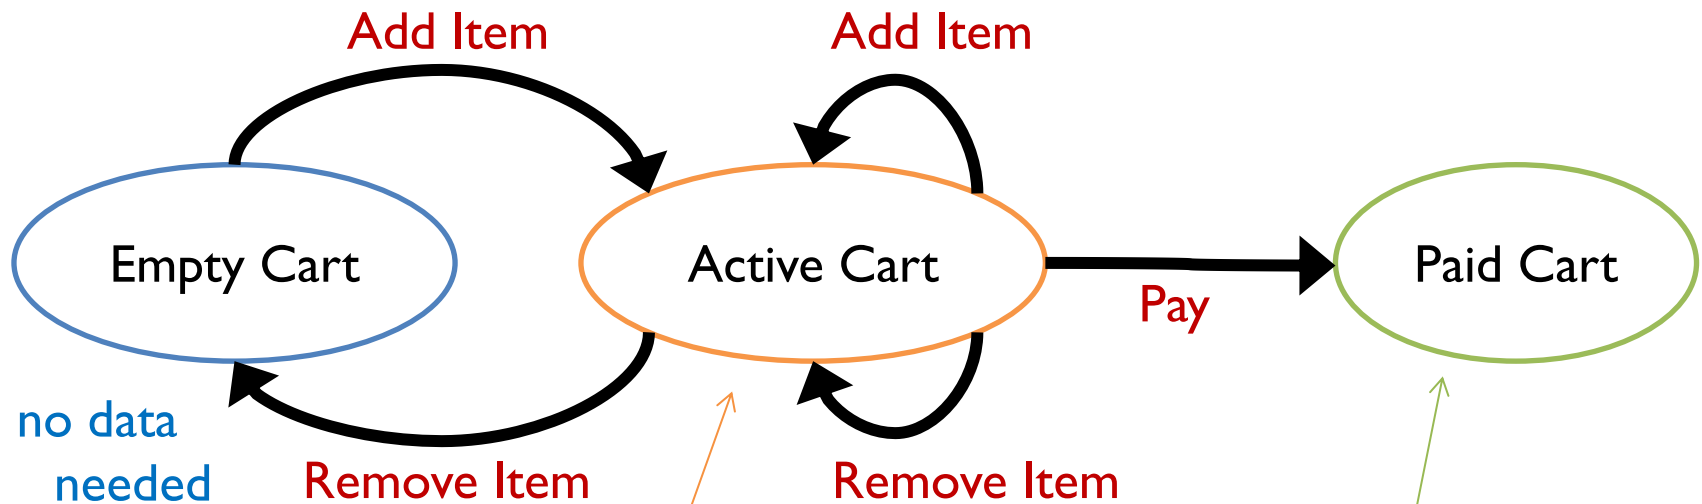 Add Item
Add Item
Empty Cart
Active Cart
Paid Cart
Pay
no data
needed
Remove Item
Remove Item